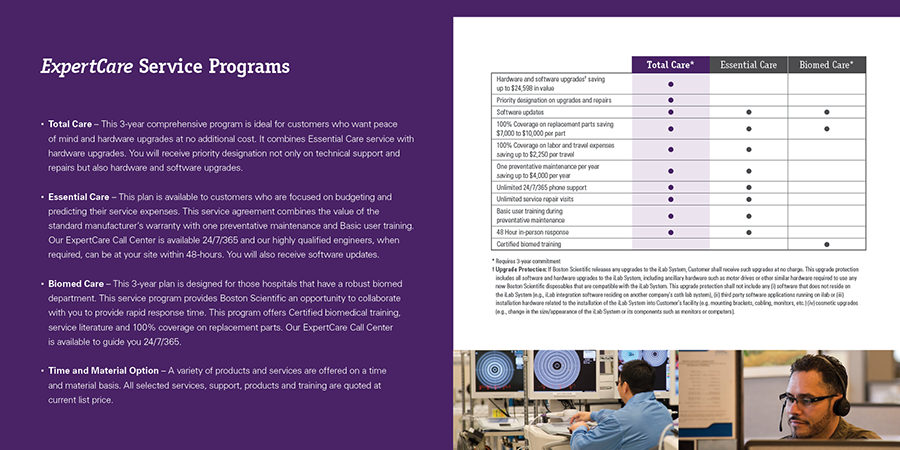 ExpertCare Service Programs
• Total Care – This 3-year comprehensive program is ideal for customers who want peace
of mind and hardware upgrades at no additional cost. It combines Essential Care service with
hardware upgrades. You will receive priority designation not only on technical support and
repairs but also hardware and software upgrades.
• Essential Care – This plan is available to customers who are focused on budgeting and
predicting their service expenses. This service agreement combines the value of the
standard manufacturer's warranty with one preventative maintenance and Basic user training.
Our ExpertCare Call Center is available 24/7/365 and our highly qualified engineers, when
required, can be at your site within 48-hours. You will also receive software updates.
• Biomed Care – This 3-year plan is designed for those hospitals that have a robust biomed
department. This service program provides Boston Scientific an opportunity to collaborate
with you to provide rapid response time. This program offers Certified biomedical training,
service literature and 100% coverage on replacement parts. Our ExpertCare Call Center
is available to guide you 24/7/365.
• Time and Material Option – A variety of products and services are offered on a time
and material basis. All selected services, support, products and training are quoted at
current list price.
Total Care* Essential Care Biomed Care*
Hardware and software upgrades† saving
up to $24,598 in value ●
Priority designation on upgrades and repairs ●
Software updates ● ● ●
100% Coverage on replacement parts saving
$7,000 to $10,000 per part ● ● ●
100% Coverage on labor and travel expenses
saving up to $2,250 per travel ● ●
One preventative maintenance per year
saving up to $4,000 per year ● ●
Unlimited 24/7/365 phone support ● ●
Unlimited service repair visits ● ●
Basic user training during
preventative maintenance ● ●
48 Hour in-person response ● ●
Certified biomed training ●
* Requires 3-year commitment
† Upgrade Protection: If Boston Scientific releases any upgrades to the iLab System, Customer shall receive such upgrades at no charge. This upgrade protection
includes all software and hardware upgrades to the iLab System, including ancillary hardware such as motor drives or other similar hardware required to use any
new Boston Scientific disposables that are compatible with the iLab System. This upgrade protection shall not include any (i) software that does not reside on
the iLab System (e.g., iLab integration software residing on another company's cath lab system), (ii) third party software applications running on ilab or (iii)
installation hardware related to the installation of the iLab System into Customer's facility (e.g. mounting brackets, cabling, monitors, etc.) (iv) cosmetic upgrades
(e.g., change in the size/appearance of the iLab System or its components such as monitors or computers).